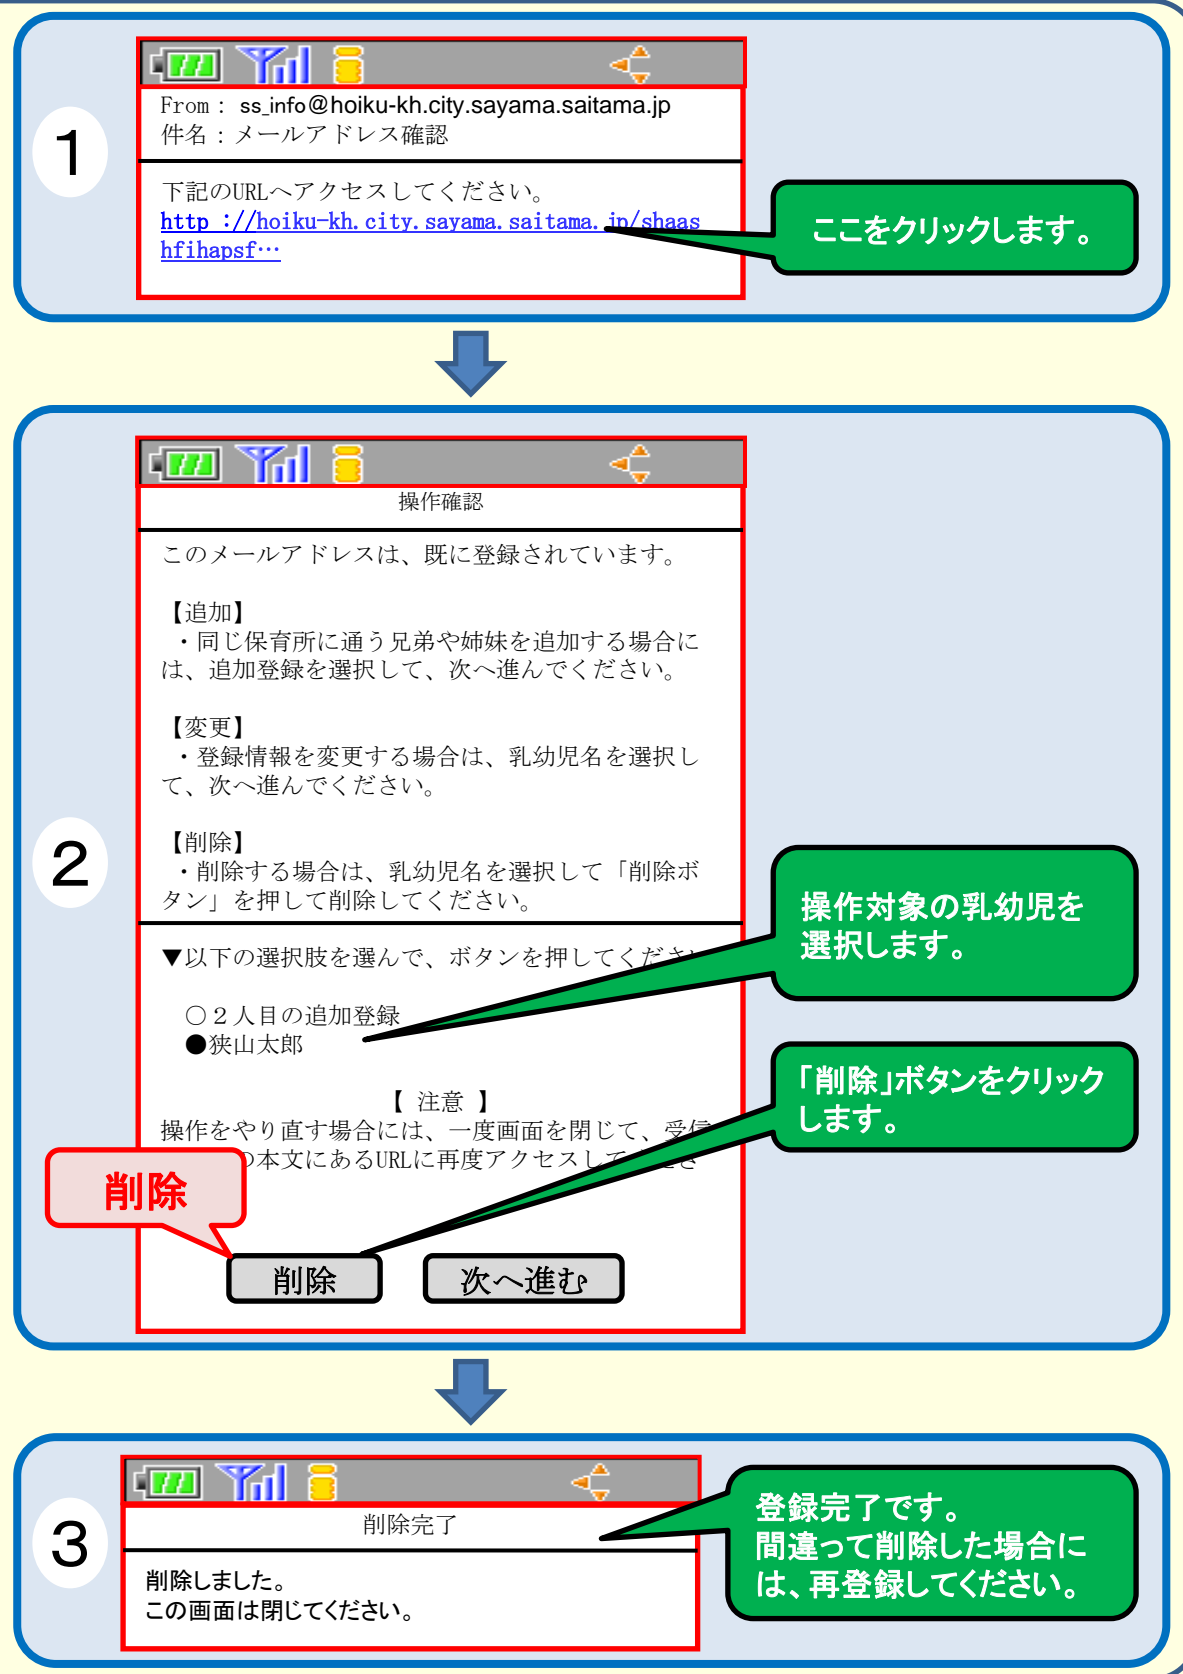 1
From： ss_info@hoiku-kh.city.sayama.saitama.jp
件名：メールアドレス確認
下記のURLへアクセスしてください。
http ://hoiku-kh.city.sayama.saitama.jp/shaas
hfihapsf…
ここをクリックします。
2
操作確認
このメールアドレスは、既に登録されています。
【追加】
・同じ保育所に通う兄弟や姉妹を追加する場合に
は、追加登録を選択して、次へ進んでください。
【変更】
・登録情報を変更する場合は、乳幼児名を選択し
て、次へ進んでください。
【削除】
・削除する場合は、乳幼児名を選択して「削除ボ
タン」を押して削除してください。
▼以下の選択肢を選んで、ボタンを押してください
○２人目の追加登録
●狭山太郎
操作対象の乳幼児を
選択します。
【 注意 】
操作をやり直す場合には、一度画面を閉じて、受信
の本文にあるURLに再度アクセスしてくださ
「削除」ボタンをクリック
します。
削除
削除
次へ進む
3
削除完了
削除しました。
この画面は閉じてください。
登録完了です。
間違って削除した場合に
は、再登録してください。